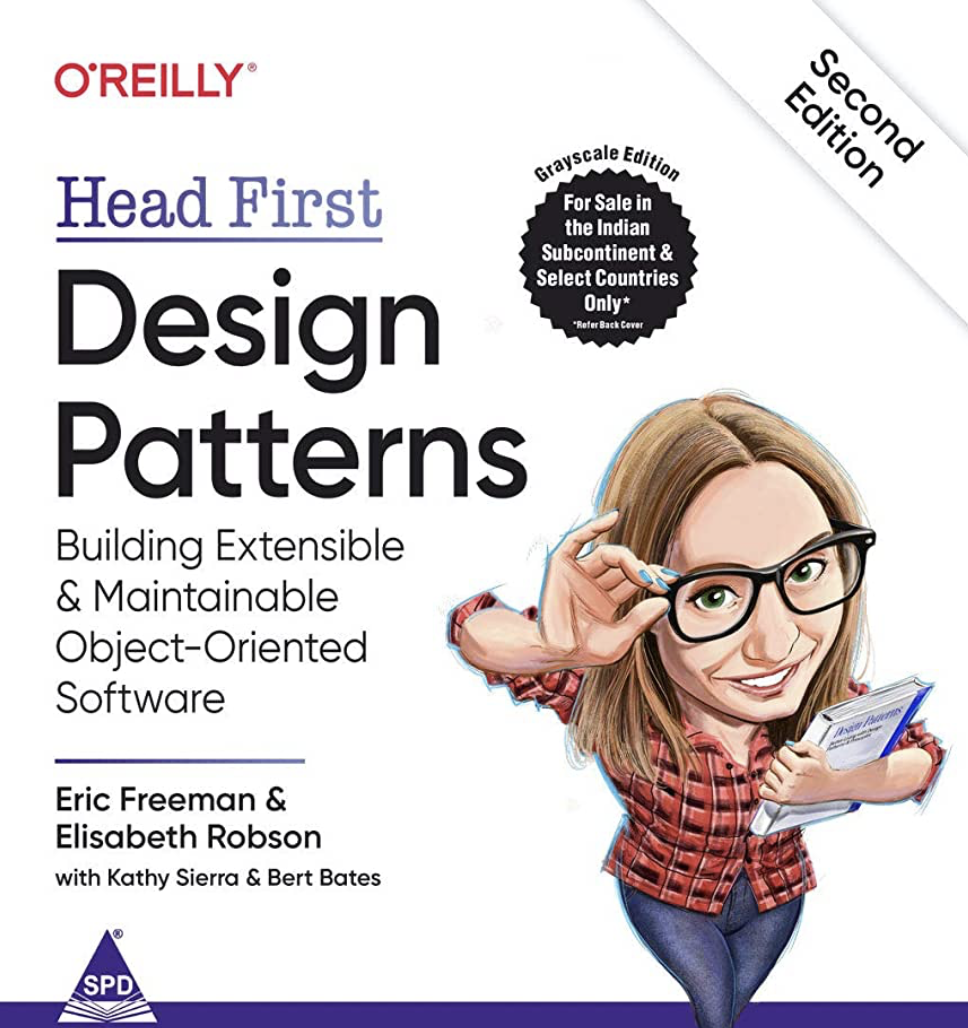 O'REILLY®
Second
Edition
Grayscale Edition
For Sale in
the Indian
Subcontinent &
Select Countries
Only*
*Refer Back Cover
Head First
Design
Patterns
Building Extensible
& Maintainable
Object-Oriented
Software
Eric Freeman &
Elisabeth Robson
with Kathy Sierra & Bert Bates
Design Patterns
®
SPD